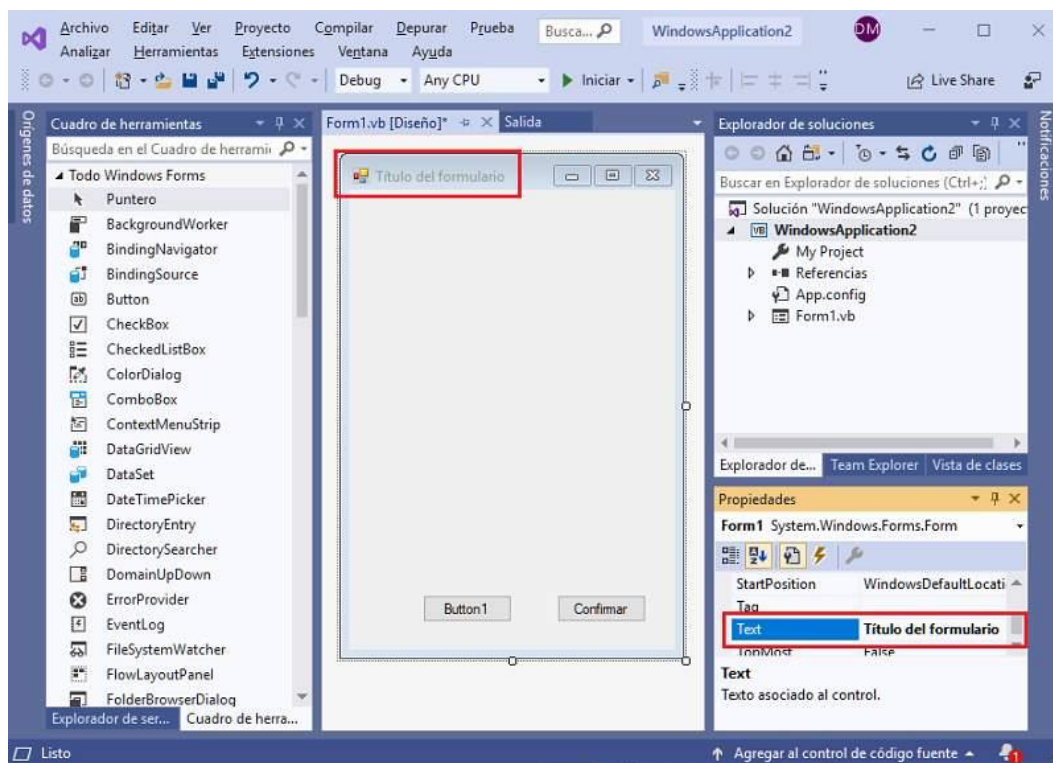 Archivo Editar Ver Proyecto Compilar Depurar Prueba Busca... WindowsApplication2 DM
Analizar Herramientas Extensiones Ventana Ayuda
Debug Any CPU Iniciar Live Share
Orígenes de datos
Cuadro de herramientas
Búsqueda en el Cuadro de herrami
Todo Windows Forms
Puntero
BackgroundWorker
BindingNavigator
BindingSource
Button
CheckBox
CheckedListBox
ColorDialog
ComboBox
ContextMenuStrip
DataGridView
DataSet
DateTimePicker
DirectoryEntry
DirectorySearcher
DomainUpDown
ErrorProvider
EventLog
FileSystemWatcher
FlowLayoutPanel
FolderBrowserDialog
Explorador de ser... Cuadro de herra...
Form1.vb [Diseño]* Salida
Título del formulario
Button1 Confirmar
Explorador de soluciones
Buscar en Explorador de soluciones (Ctrl+;)
Solución "WindowsApplication2" (1 proyec
VB WindowsApplication2
My Project
Referencias
App.config
Form1.vb
Explorador de... Team Explorer Vista de clases
Propiedades
Form1 System.Windows.Forms.Form
StartPosition WindowsDefaultLocati
Tag
Text Título del formulario
TopMost False
Text
Texto asociado al control.
Notificaciones
Listo Agregar al control de código fuente 1